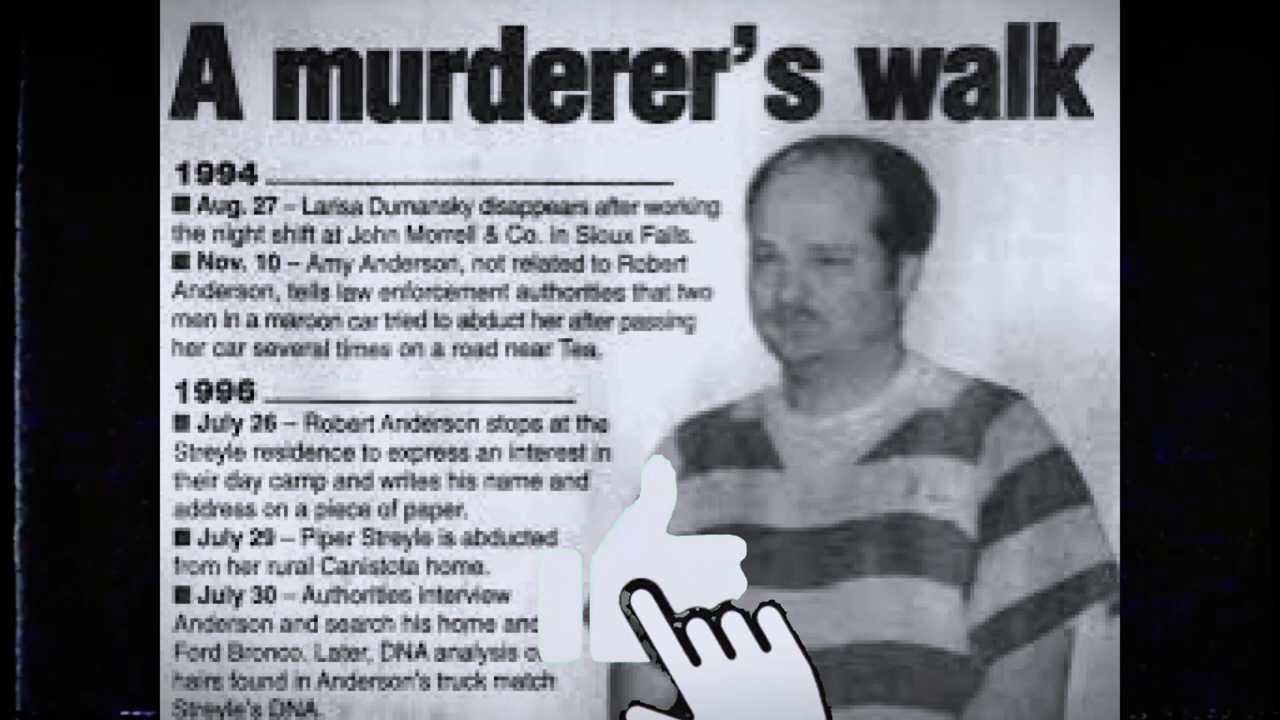 A murderer's walk
1994
■ Aug. 27 – Larisa Dumansky disappears after working
the night shift at John Morrell & Co. in Sioux Falls.
■ Nov. 10 – Amy Anderson, not related to Robert
Anderson, tells law enforcement authorities that two
men in a maroon car tried to abduct her after passing
her car several times on a road near Tea.
1996
■ July 26 – Robert Anderson stops at the
Streyle residence to express an interest in
their day camp and writes his name and
address on a piece of paper.
■ July 29 – Piper Streyle is abducted
from her rural Canistota home.
■ July 30 – Authorities interview
Anderson and search his home and
Ford Bronco. Later, DNA analysis
hairs found in Anderson's truck match
Streyle's DNA.